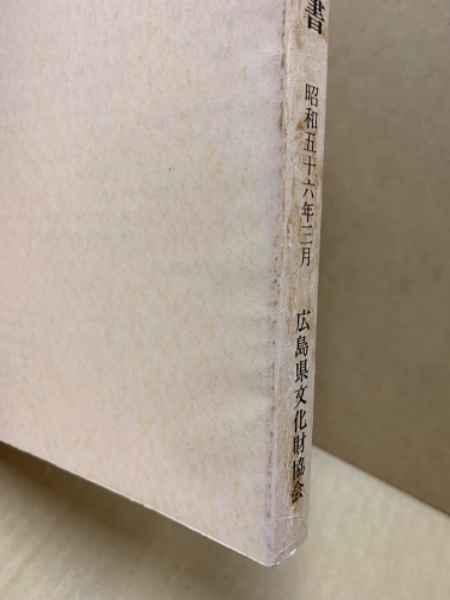 書
昭和五十六年三月
広島県文化財協会